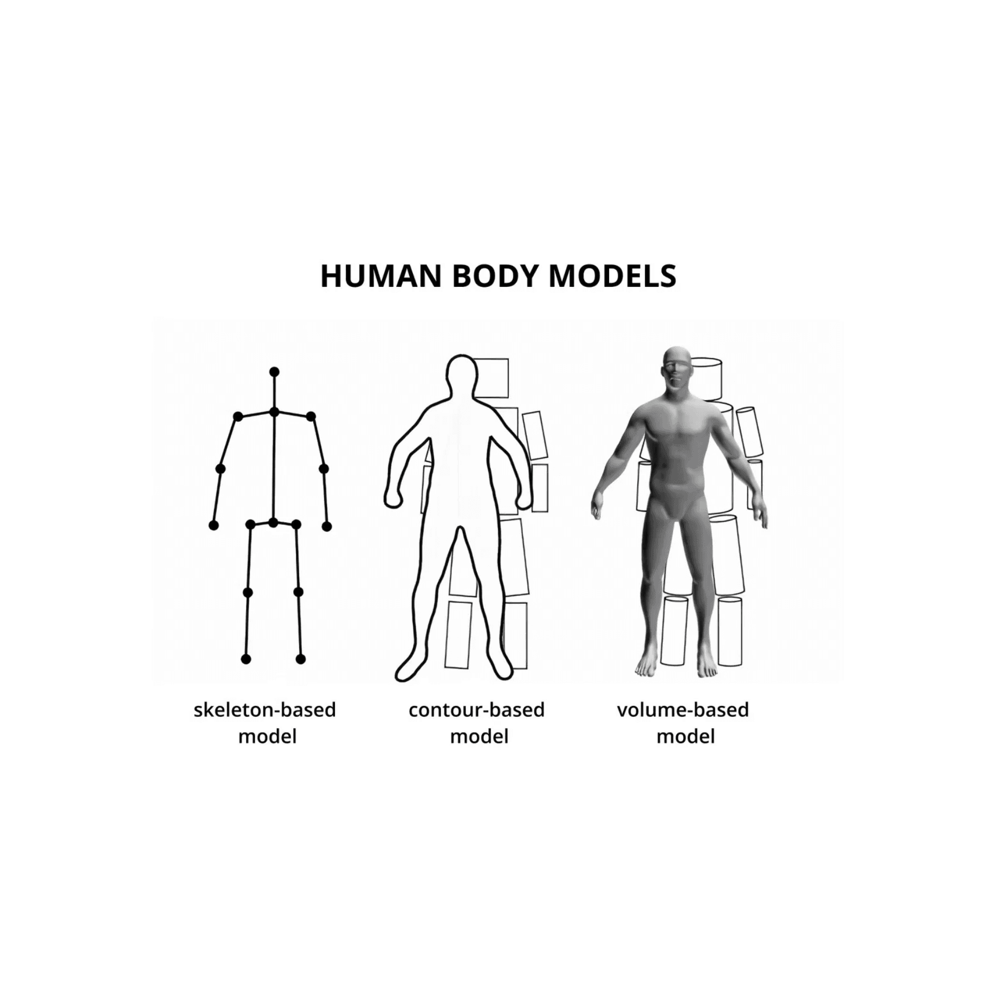 HUMAN BODY MODELS
skeleton-based
model
contour-based
model
volume-based
model